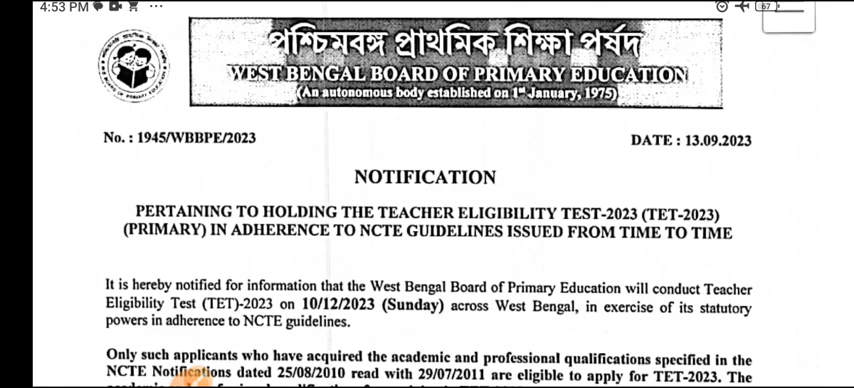 4:53 PM
67
পশ্চিমবঙ্গ প্রাথমিক শিক্ষা পর্ষদ
WEST BENGAL BOARD OF PRIMARY EDUCATION
(An autonomous body established on 1st January, 1975)
No. : 1945/WBBPE/2023
DATE : 13.09.2023
NOTIFICATION
PERTAINING TO HOLDING THE TEACHER ELIGIBILITY TEST-2023 (TET-2023)
(PRIMARY) IN ADHERENCE TO NCTE GUIDELINES ISSUED FROM TIME TO TIME
It is hereby notified for information that the West Bengal Board of Primary Education will conduct Teacher
Eligibility Test (TET)-2023 on 10/12/2023 (Sunday) across West Bengal, in exercise of its statutory
powers in adherence to NCTE guidelines.
Only such applicants who have acquired the academic and professional qualifications specified in the
NCTE Notifications dated 25/08/2010 read with 29/07/2011 are eligible to apply for TET-2023. The